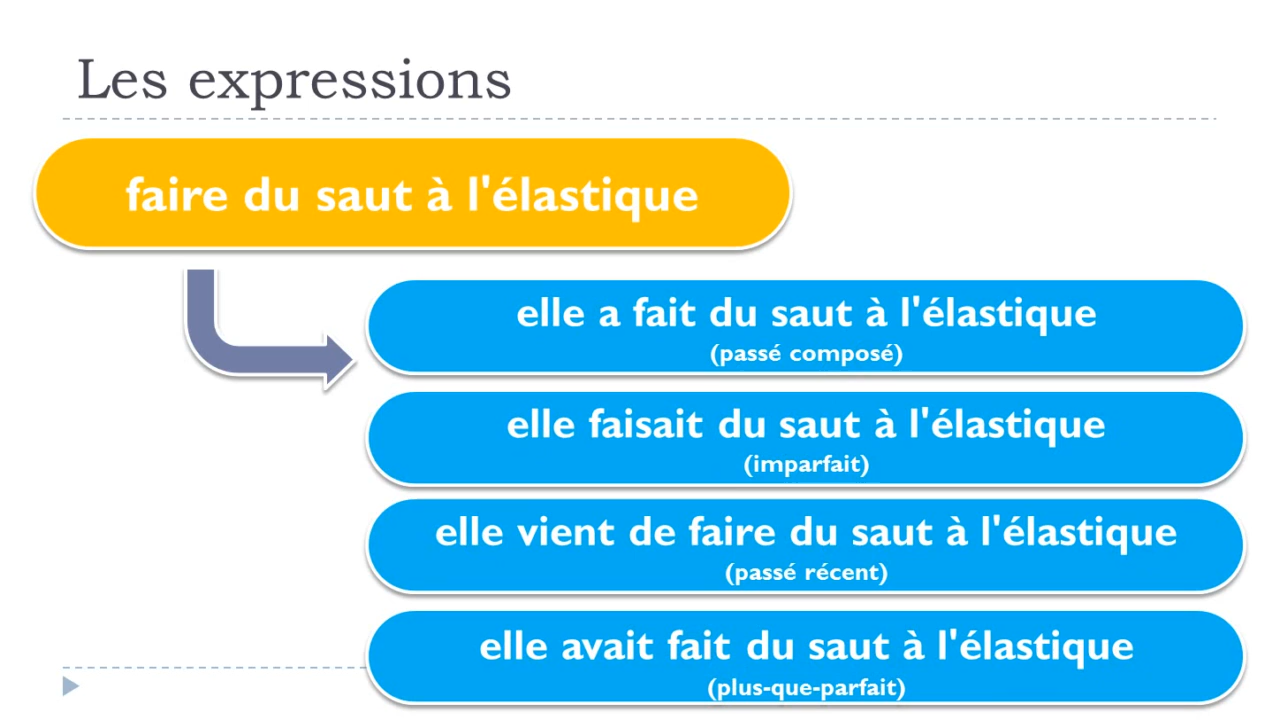 Les expressions
faire du saut à l'élastique
elle a fait du saut à l'élastique
(passé composé)
elle faisait du saut à l'élastique
(imparfait)
elle vient de faire du saut à l'élastique
(passé récent)
elle avait fait du saut à l'élastique
(plus-que-parfait)